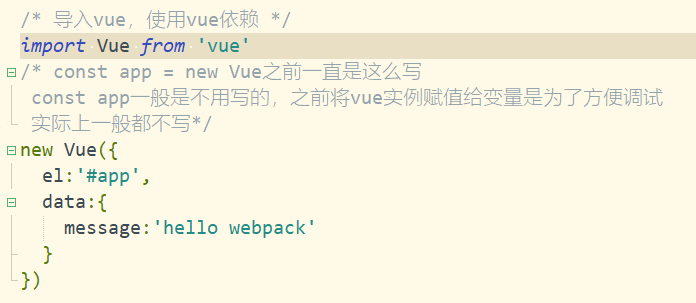 /* 导入vue，使用vue依赖 */
import Vue from 'vue'
/* const app = new Vue之前一直是这么写
const app一般是不用写的，之前将vue实例赋值给变量是为了方便调试
实际上一般都不写*/
new Vue({
  el:'#app',
  data:{
    message:'hello webpack'
  }
})